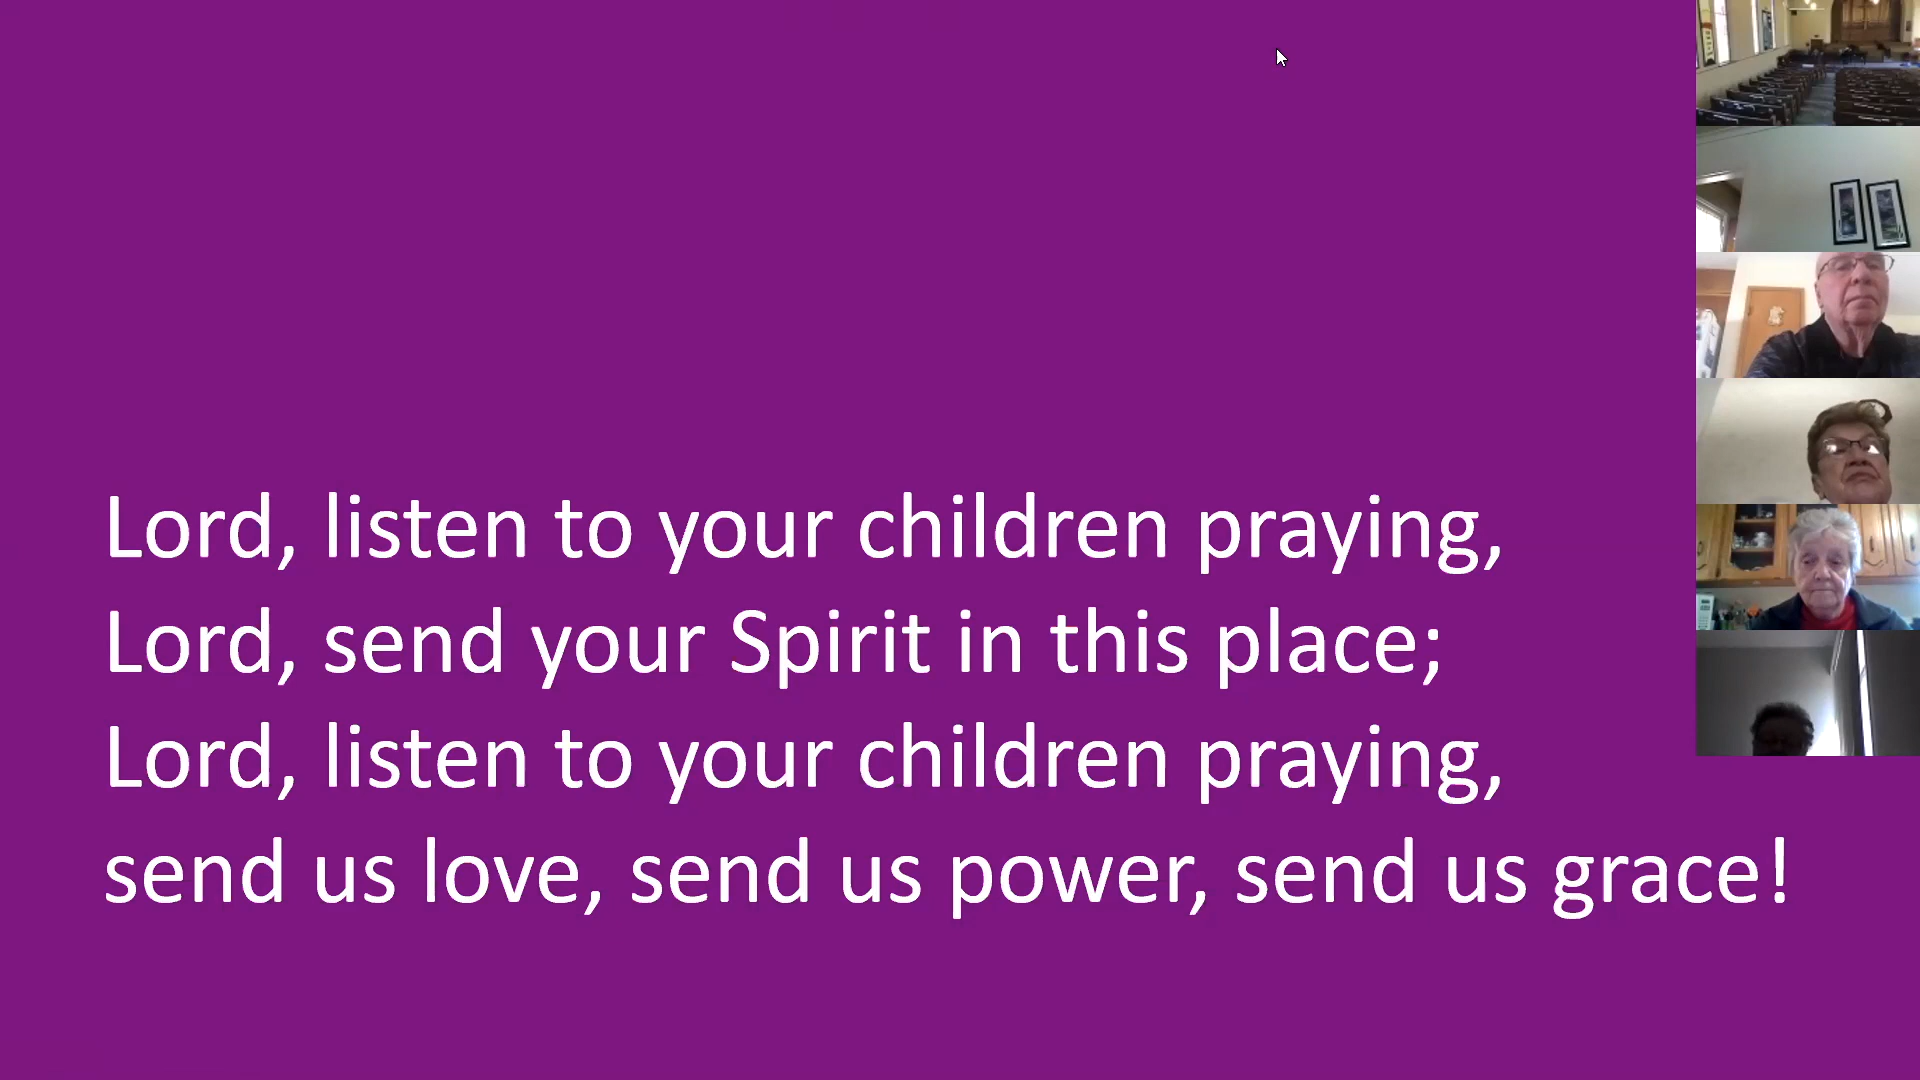 Lord, listen to your children praying,
Lord, send your Spirit in this place;
Lord, listen to your children praying,
send us love, send us power, send us grace!